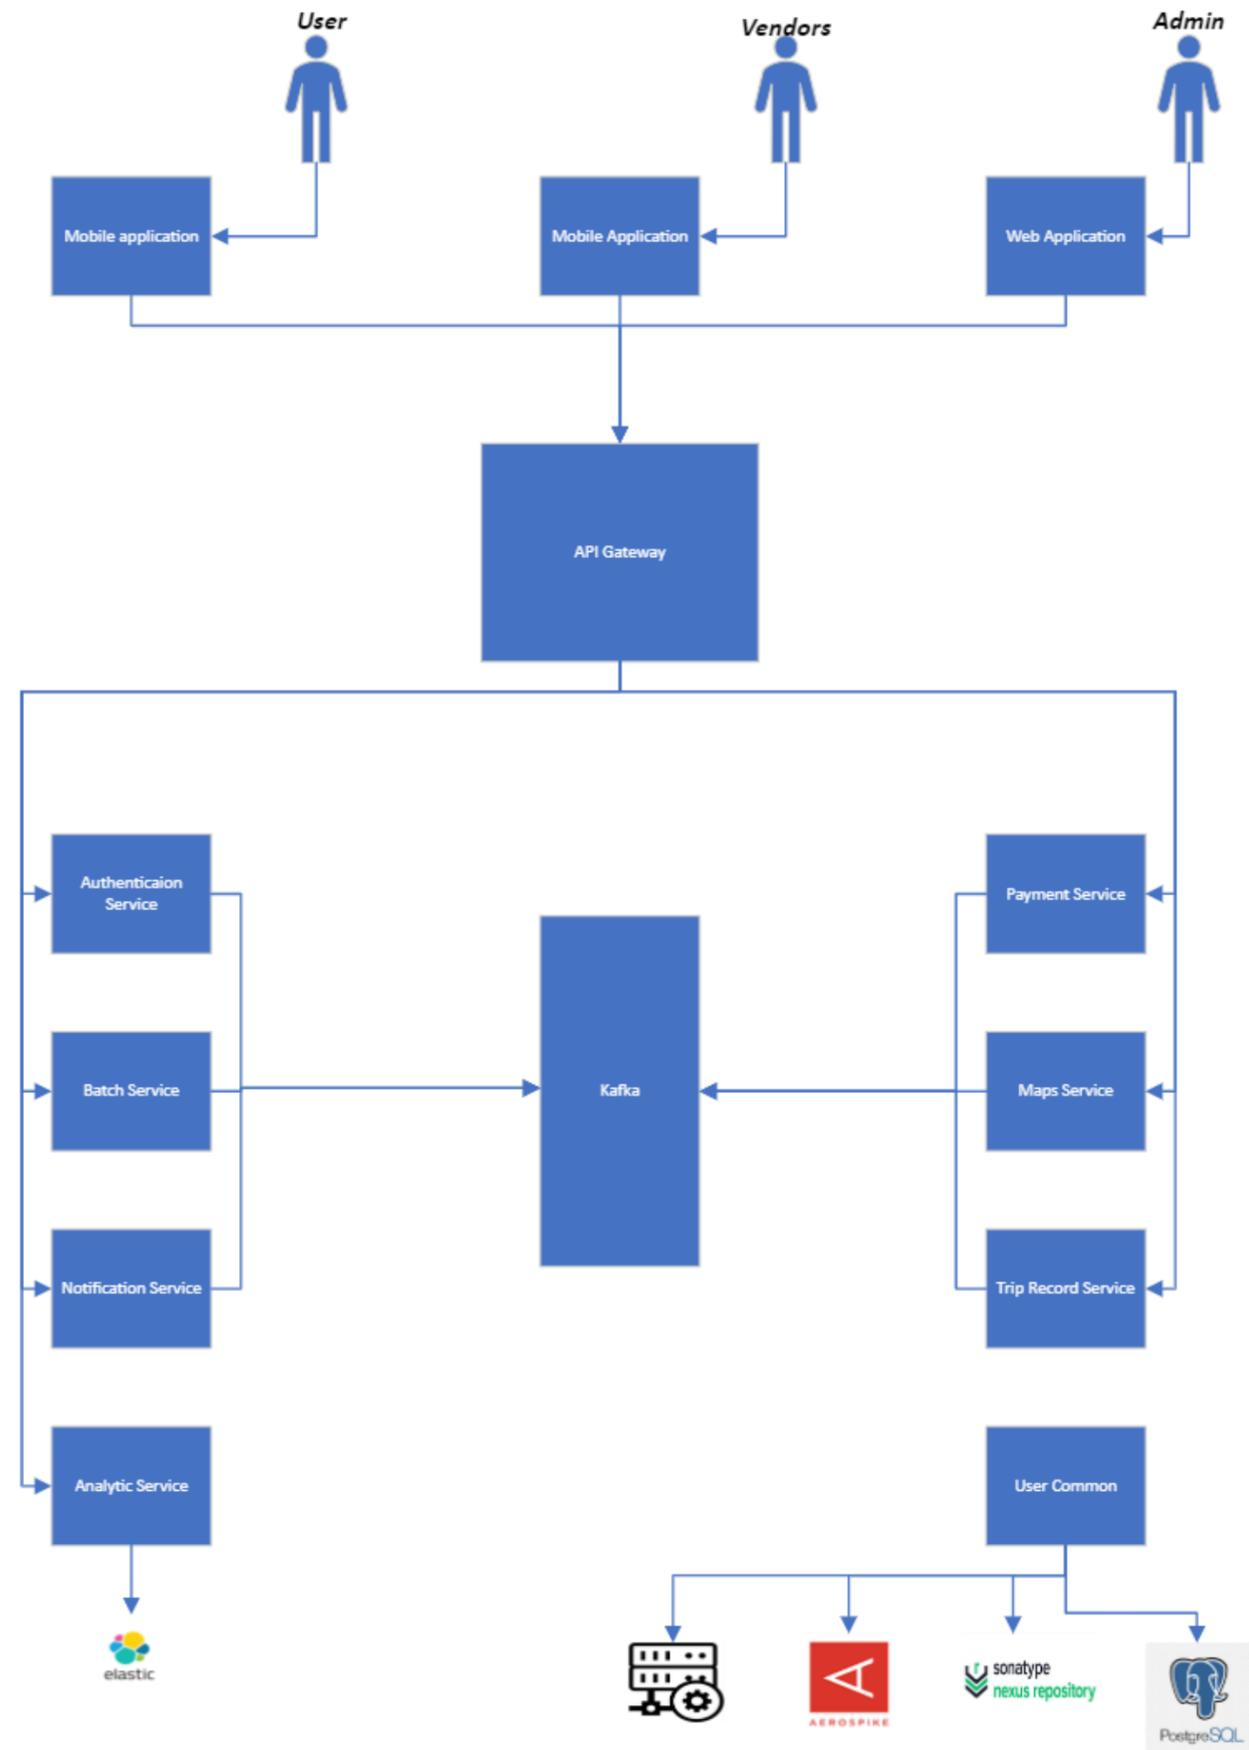 User
Vendors
Admin
Mobile application
Mobile Application
Web Application
API Gateway
Authenticaion
Service
Payment Service
Batch Service
Kafka
Maps Service
Notification Service
Trip Record Service
Analytic Service
User Common
elastic
AEROSPIKE
sonatype
nexus repository
PostgreSQL